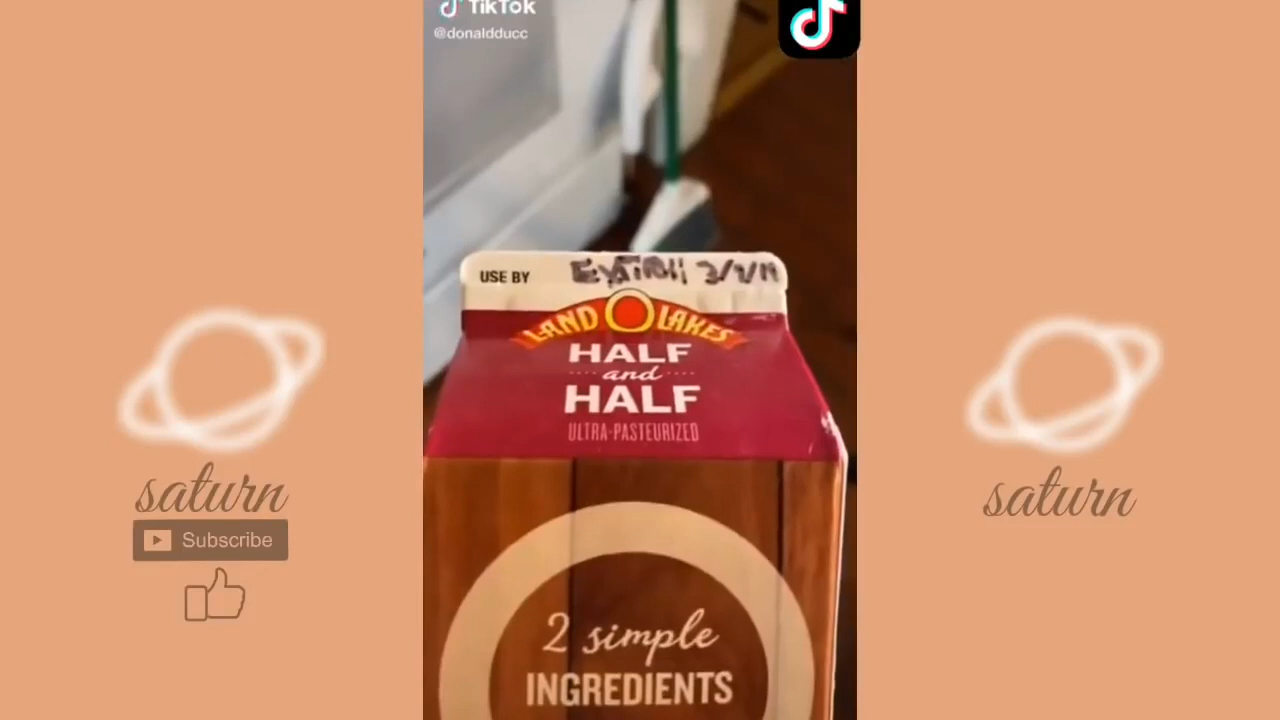 TikTok
@donaldducc
USE BY
LAND O LAKES
HALF
and
HALF
ULTRA-PASTEURIZED
2 simple
INGREDIENTS
saturn
Subscribe
saturn